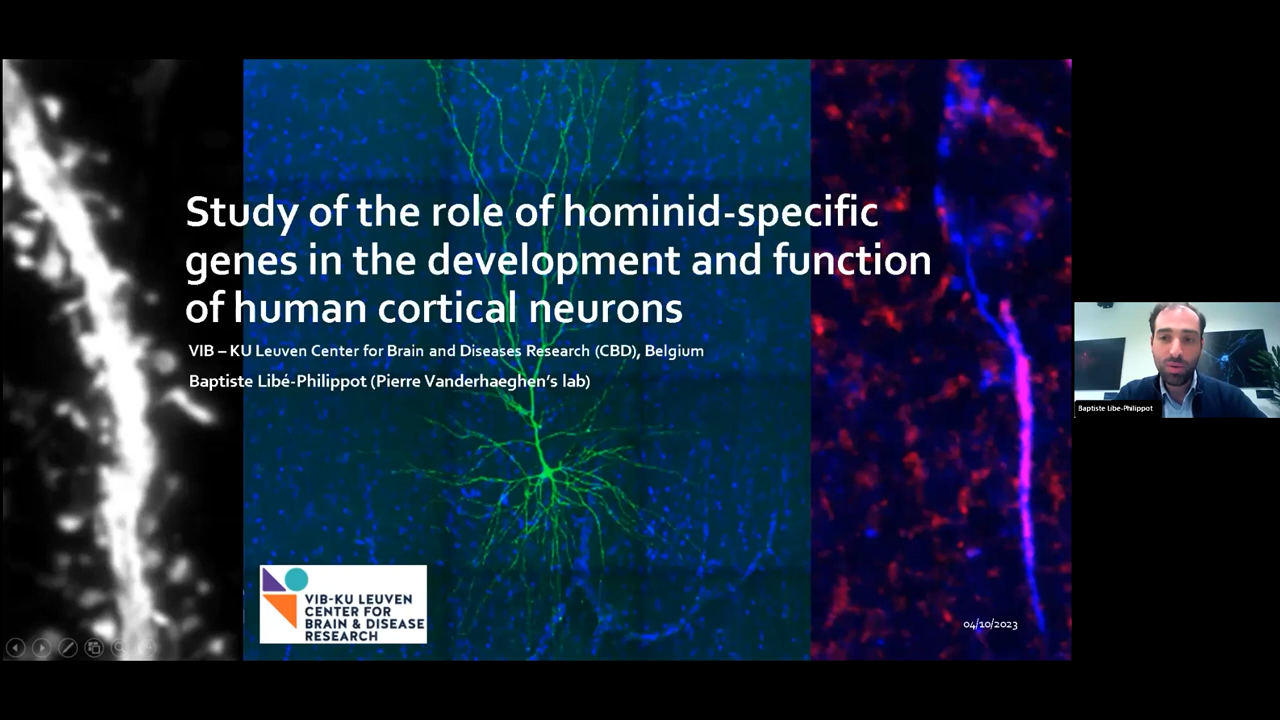 Study of the role of hominid-specific
genes in the development and function
of human cortical neurons
VIB – KU Leuven Center for Brain and Diseases Research (CBD), Belgium
Baptiste Libé-Philippot (Pierre Vanderhaeghen's lab)
VIB-KU LEUVEN
CENTER FOR
BRAIN & DISEASE
RESEARCH
04/10/2023
Baptiste Libe-Philippot